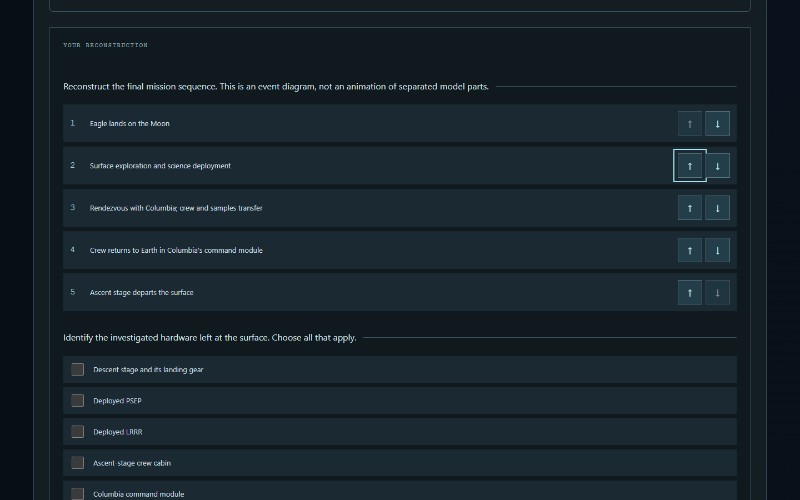 YOUR RECONSTRUCTION
Reconstruct the final mission sequence. This is an event diagram, not an animation of separated model parts.
1 Eagle lands on the Moon ↑ ↓
2 Surface exploration and science deployment ↑ ↓
3 Rendezvous with Columbia; crew and samples transfer ↑ ↓
4 Crew returns to Earth in Columbia's command module ↑ ↓
5 Ascent stage departs the surface ↑ ↓
Identify the investigated hardware left at the surface. Choose all that apply.
Descent stage and its landing gear
Deployed PSEP
Deployed LRRR
Ascent-stage crew cabin
Columbia command module